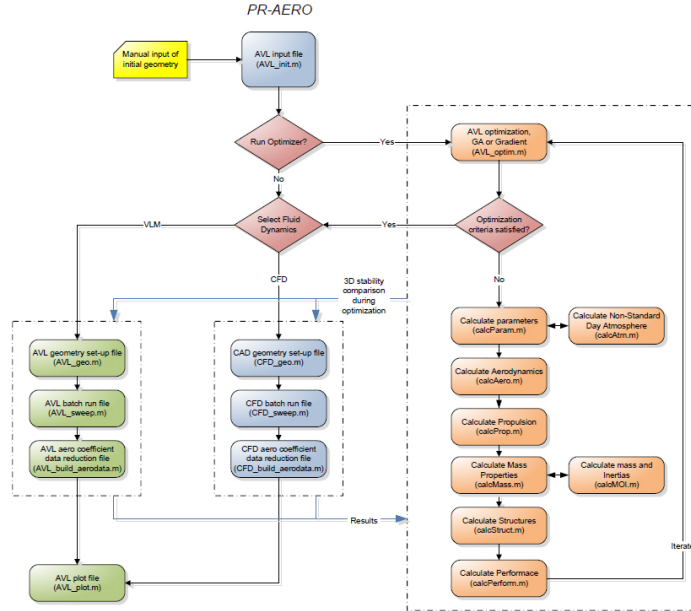 PR-AERO
Manual input of
initial geometry
AVL input file
(AVL_init.m)
Run Optimizer?
Yes
AVL optimization,
GA or Gradient
(AVL_optim.m)
No
Select Fluid
Dynamics
Yes
Optimization
criteria satisfied?
VLM
CFD
No
3D stability
comparison
during
optimization
Calculate parameters
(calcParam.m)
Calculate Non-Standard
Day Atmosphere
(calcAtm.m)
AVL geometry set-up file
(AVL_geo.m)
CAD geometry set-up file
(CFD_geo.m)
Calculate Aerodynamics
(calcAero.m)
AVL batch run file
(AVL_sweep.m)
CFD batch run file
(CFD_sweep.m)
Calculate Propulsion
(calcProp.m)
AVL aero coefficient
data reduction file
(AVL_build_aerodata.m)
CFD aero coefficient
data reduction file
(CFD_build_aerodata.m)
Calculate Mass
Properties
(calcMass.m)
Calculate mass and
Inertias
(calcMOI.m)
Results
Calculate Structures
(calcStruct.m)
Iterate
AVL plot file
(AVL_plot.m)
Calculate Performace
(calcPerform.m)